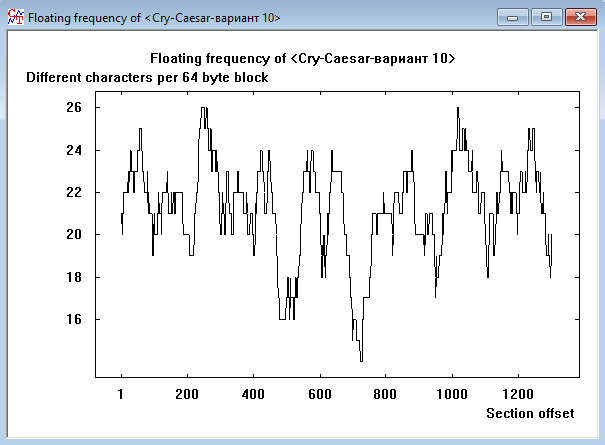 Floating frequency of <Cry-Caesar-вариант 10>
Floating frequency of <Cry-Caesar-вариант 10>
Different characters per 64 byte block
26
24
22
20
18
16
1 200 400 600 800 1000 1200
Section offset